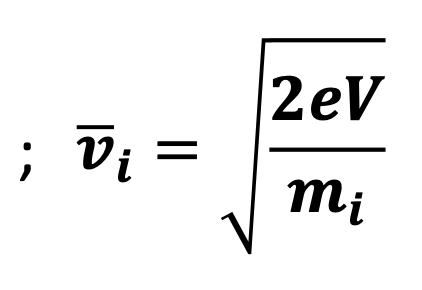 ; v̅ᵢ = √(2eV / mᵢ)